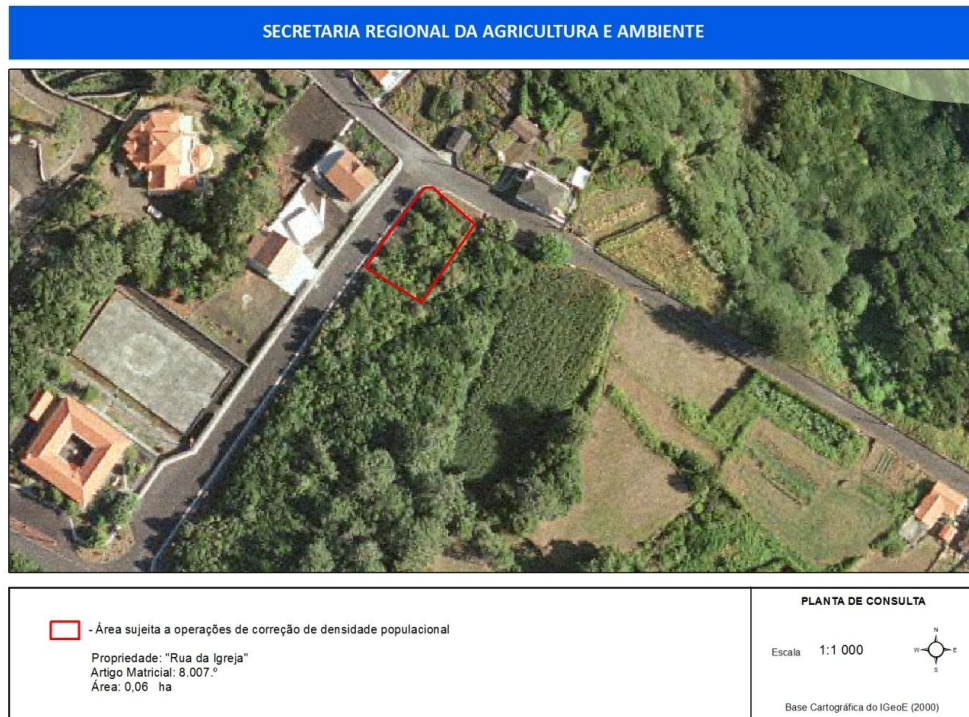 SECRETARIA REGIONAL DA AGRICULTURA E AMBIENTE
- Área sujeita a operações de correção de densidade populacional
Propriedade: "Rua da Igreja"
Artigo Matricial: 8.007.º
Área: 0,06 ha
PLANTA DE CONSULTA
Escala 1:1 000
N
W E
S
Base Cartográfica do IGeoE (2000)